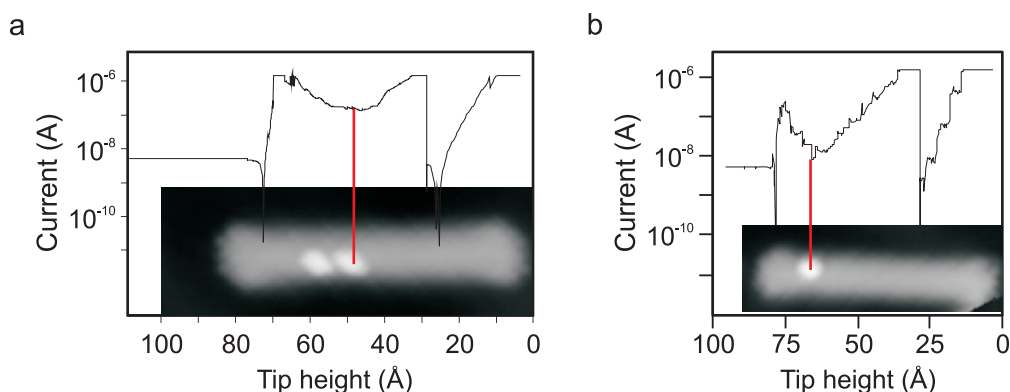 a
b
Current (A)
10-6
10-8
10-10
100 80 60 40 20 0
Tip height (Å)
Current (A)
10-6
10-8
10-10
100 75 50 25 0
Tip height (Å)